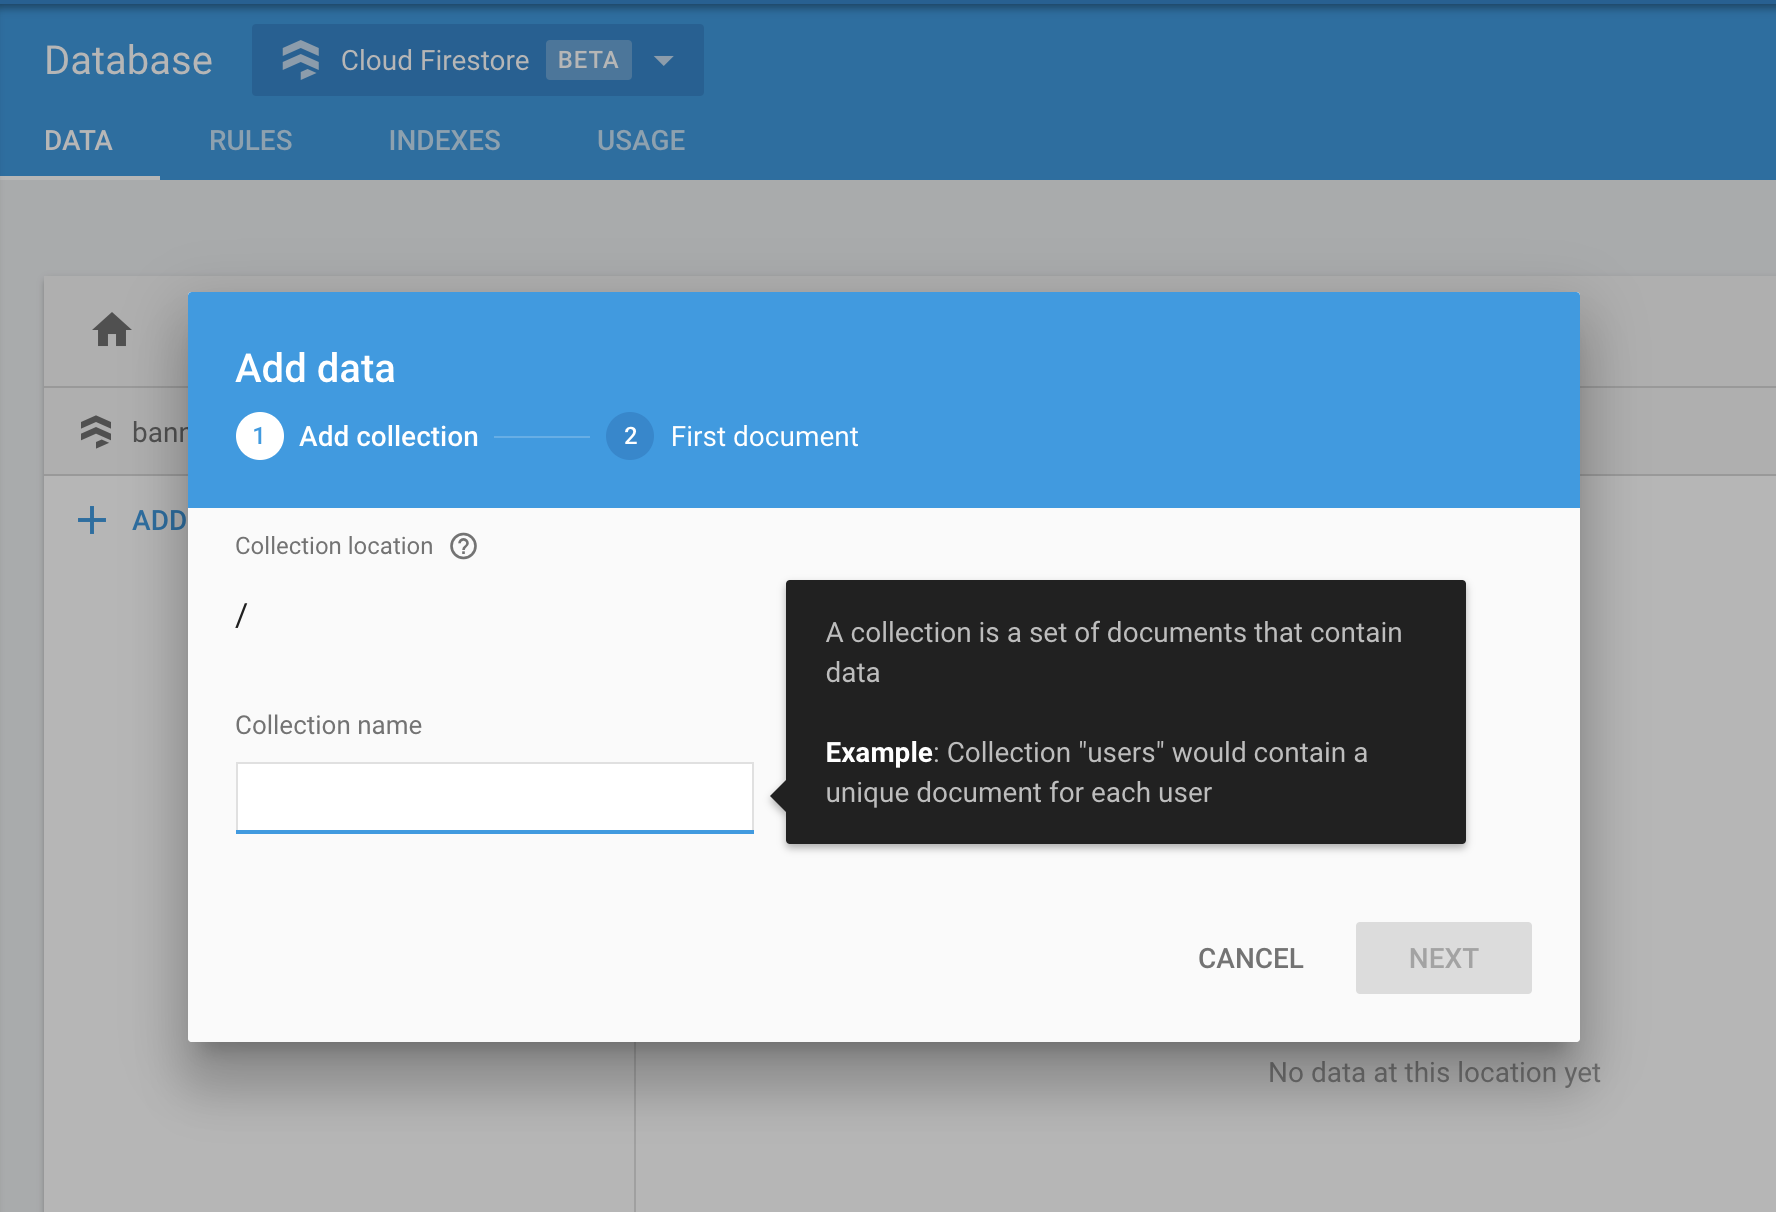 Database
Cloud Firestore BETA
DATA RULES INDEXES USAGE
Add data
1 Add collection 2 First document
bann
ADD
Collection location ?
/
A collection is a set of documents that contain
data
Collection name
Example: Collection "users" would contain a
unique document for each user
CANCEL NEXT
No data at this location yet